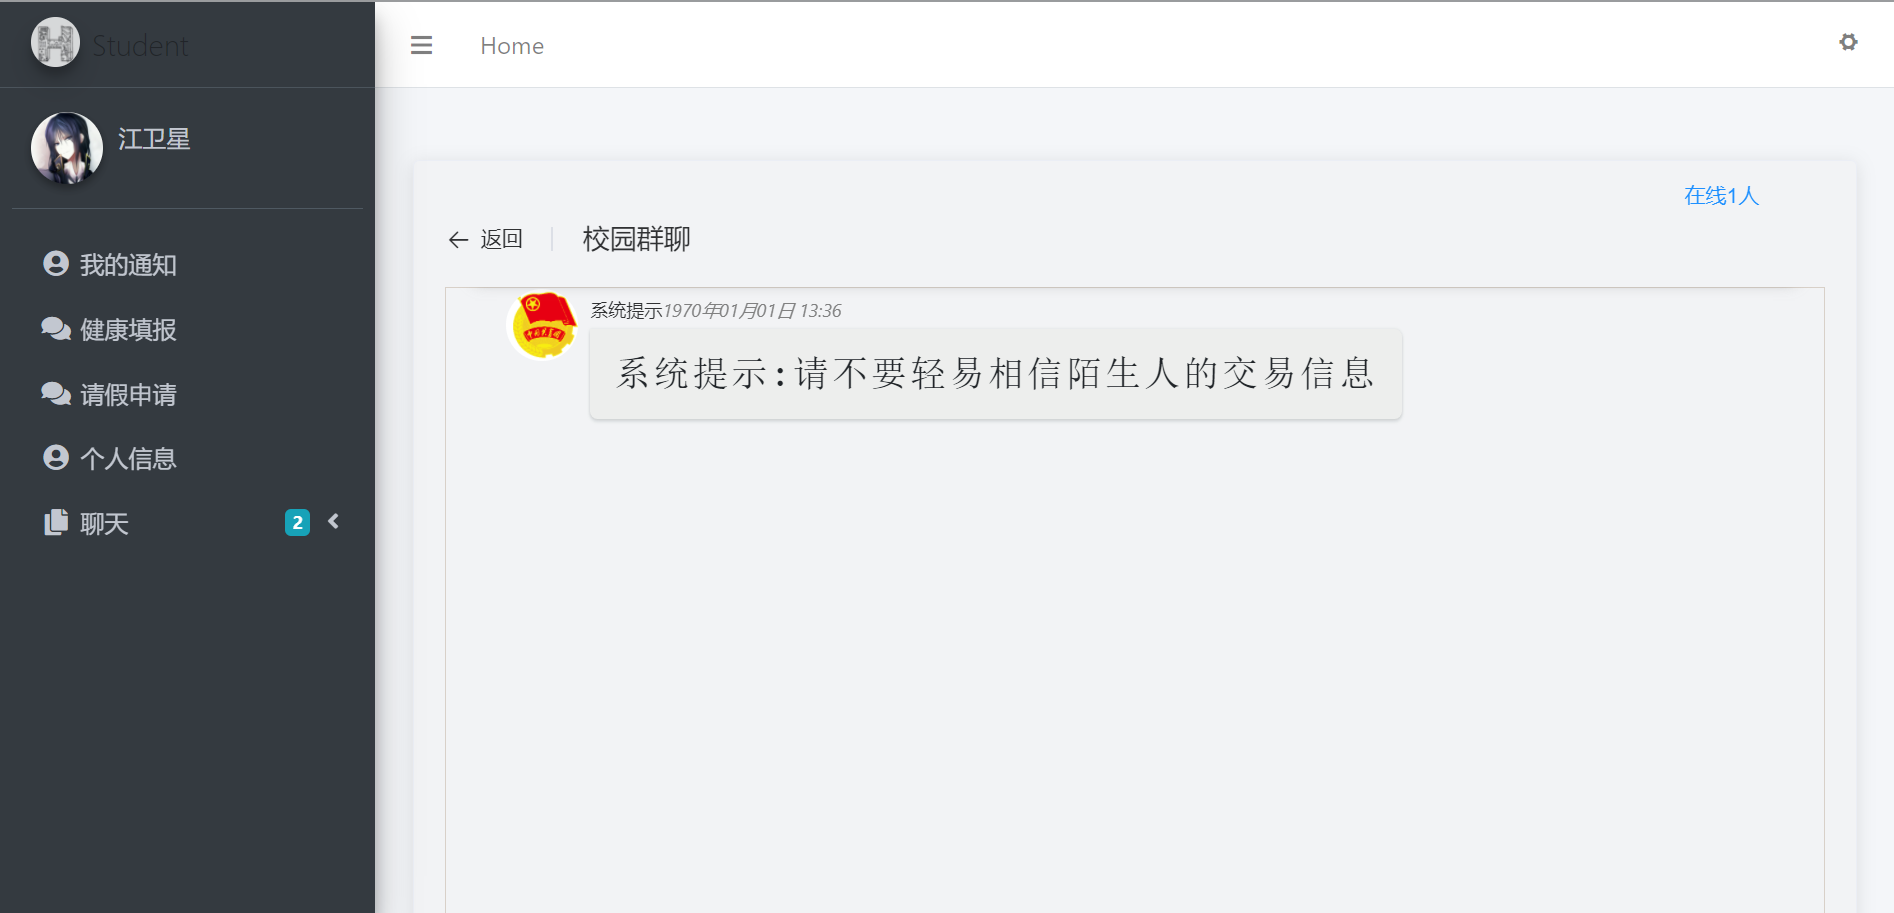 Student
Home
江卫星
我的通知
健康填报
请假申请
个人信息
聊天
2
在线1人
返回
校园群聊
系统提示1970年01月01日 13:36
系统提示:请不要轻易相信陌生人的交易信息